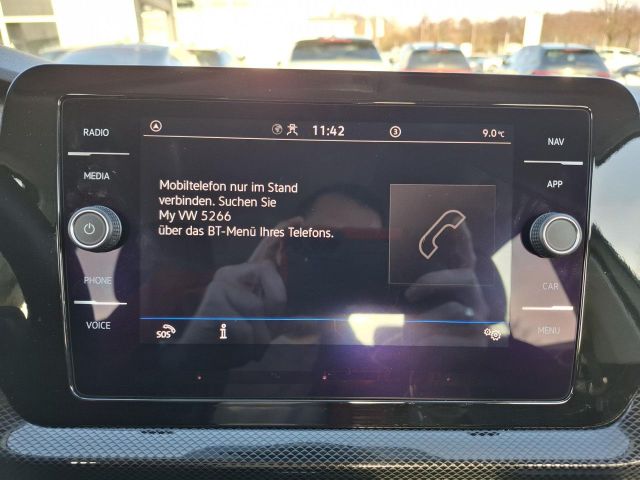 RADIO
MEDIA
PHONE
VOICE
11:42
3
9.0°C
Mobiltelefon nur im Stand
verbinden. Suchen Sie
My VW 5266
über das BT-Menü Ihres Telefons.
SOS
i
NAV
APP
CAR
MENU